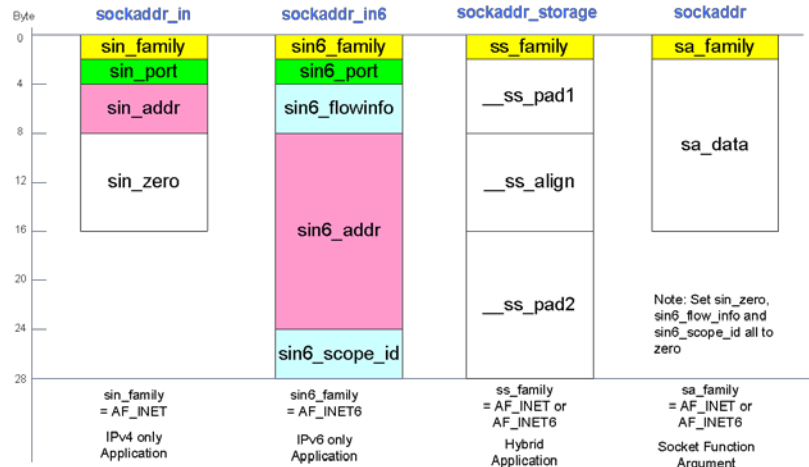 Byte
sockaddr_in
sockaddr_in6
sockaddr_storage
sockaddr
0
4
8
12
16
20
24
28
sin_family
sin_port
sin_addr
sin_zero
sin6_family
sin6_port
sin6_flowinfo
sin6_addr
sin6_scope_id
ss_family
__ss_pad1
__ss_align
__ss_pad2
sa_family
sa_data
Note: Set sin_zero,
sin6_flow_info and
sin6_scope_id all to
zero
sin_family
= AF_INET
IPv4 only
Application
sin6_family
= AF_INET6
IPv6 only
Application
ss_family
= AF_INET or
AF_INET6
Hybrid
Application
sa_family
= AF_INET or
AF_INET6
Socket Function
Argument